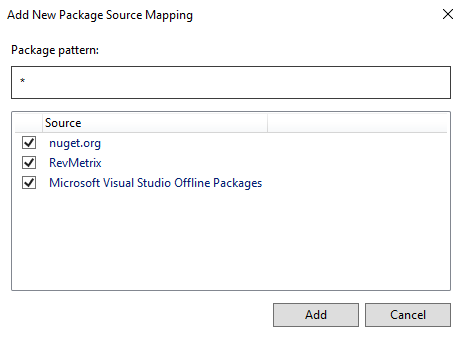 Add New Package Source Mapping
Package pattern:
*
Source
nuget.org
RevMetrix
Microsoft Visual Studio Offline Packages
Add Cancel